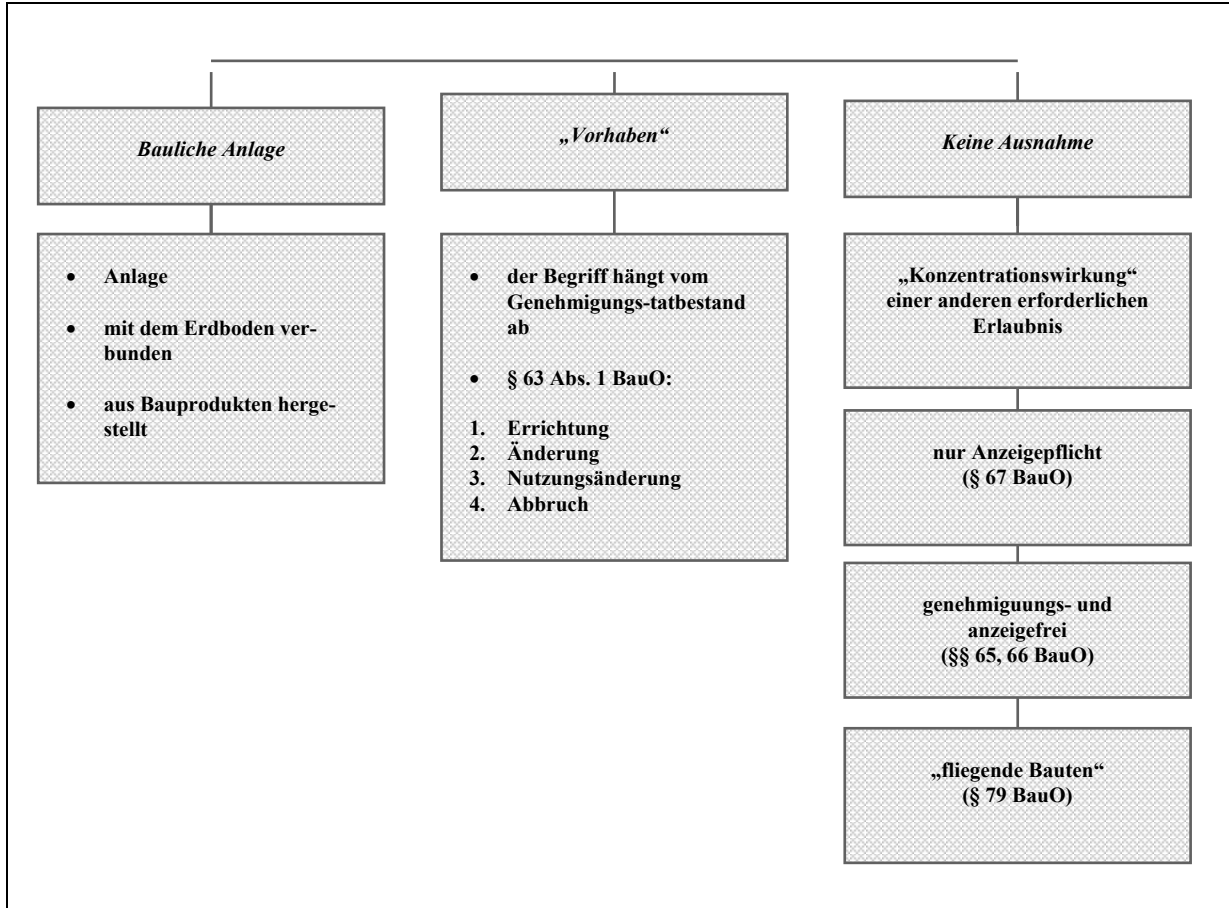 Bauliche Anlage
• Anlage
• mit dem Erdboden ver-
bunden
• aus Bauprodukten herge-
stellt
„Vorhaben“
• der Begriff hängt vom
Genehmigungs-tatbestand
ab
• § 63 Abs. 1 BauO:
1. Errichtung
2. Änderung
3. Nutzungsänderung
4. Abbruch
Keine Ausnahme
„Konzentrationswirkung“
einer anderen erforderlichen
Erlaubnis
nur Anzeigepflicht
(§ 67 BauO)
genehmiguungs- und
anzeigefrei
(§§ 65, 66 BauO)
„fliegende Bauten“
(§ 79 BauO)